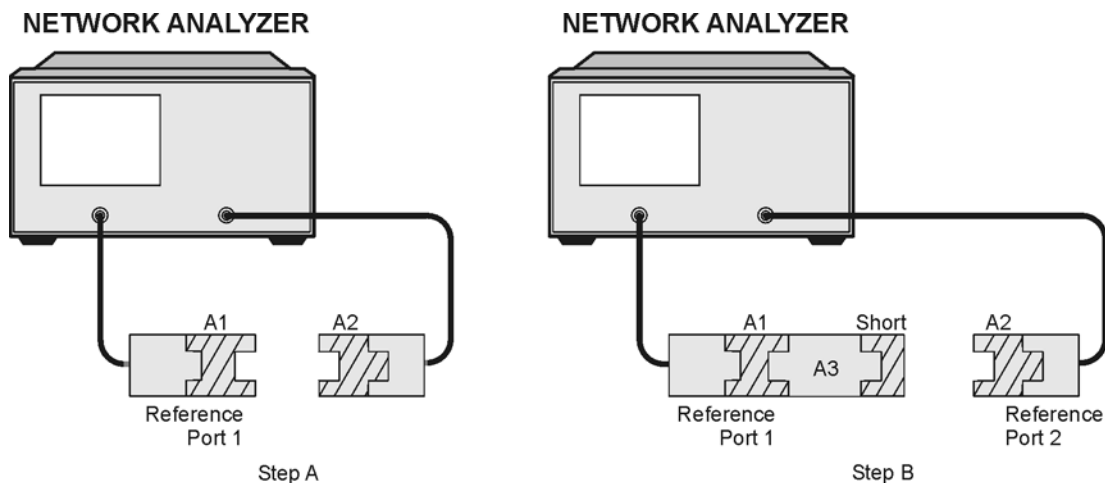 NETWORK ANALYZER
A1
A2
Reference
Port 1
Step A
NETWORK ANALYZER
A1
Short
A2
A3
Reference
Port 1
Reference
Port 2
Step B